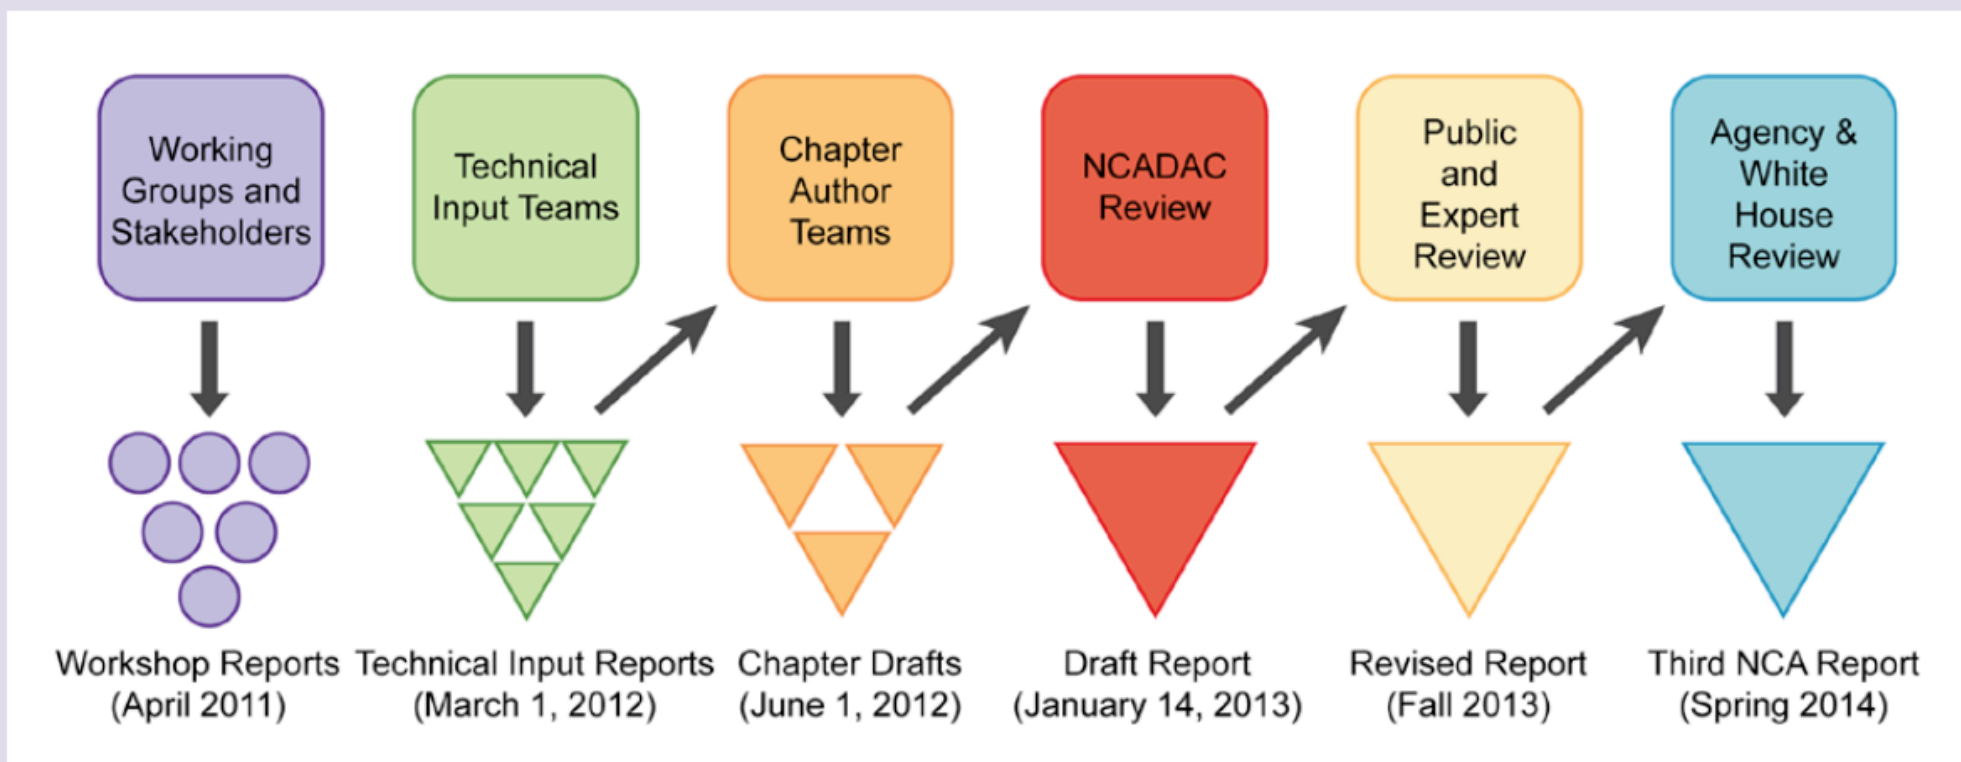 Working
Groups and
Stakeholders
Technical
Input Teams
Chapter
Author
Teams
NCADAC
Review
Public
and
Expert
Review
Agency &
White
House
Review
Workshop Reports
(April 2011)
Technical Input Reports
(March 1, 2012)
Chapter Drafts
(June 1, 2012)
Draft Report
(January 14, 2013)
Revised Report
(Fall 2013)
Third NCA Report
(Spring 2014)